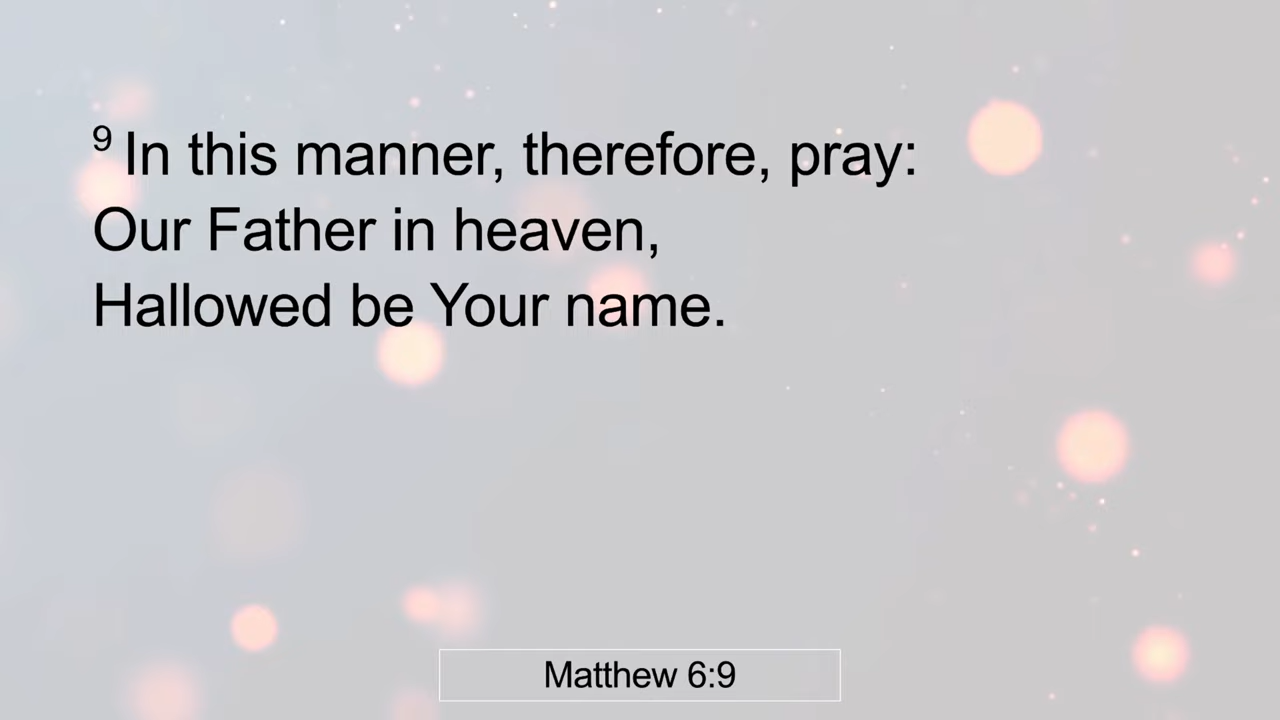 9 In this manner, therefore, pray:
Our Father in heaven,
Hallowed be Your name.
Matthew 6:9